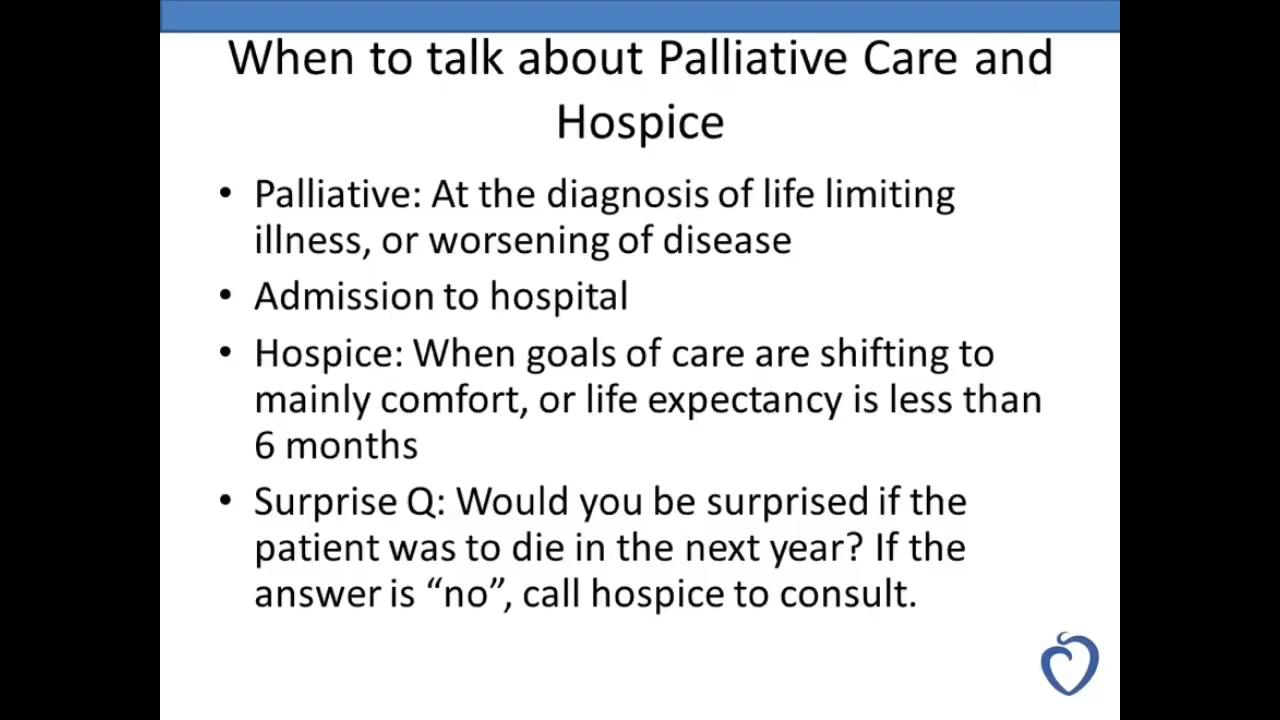 When to talk about Palliative Care and
Hospice
• Palliative: At the diagnosis of life limiting
illness, or worsening of disease
• Admission to hospital
• Hospice: When goals of care are shifting to
mainly comfort, or life expectancy is less than
6 months
• Surprise Q: Would you be surprised if the
patient was to die in the next year? If the
answer is “no”, call hospice to consult.